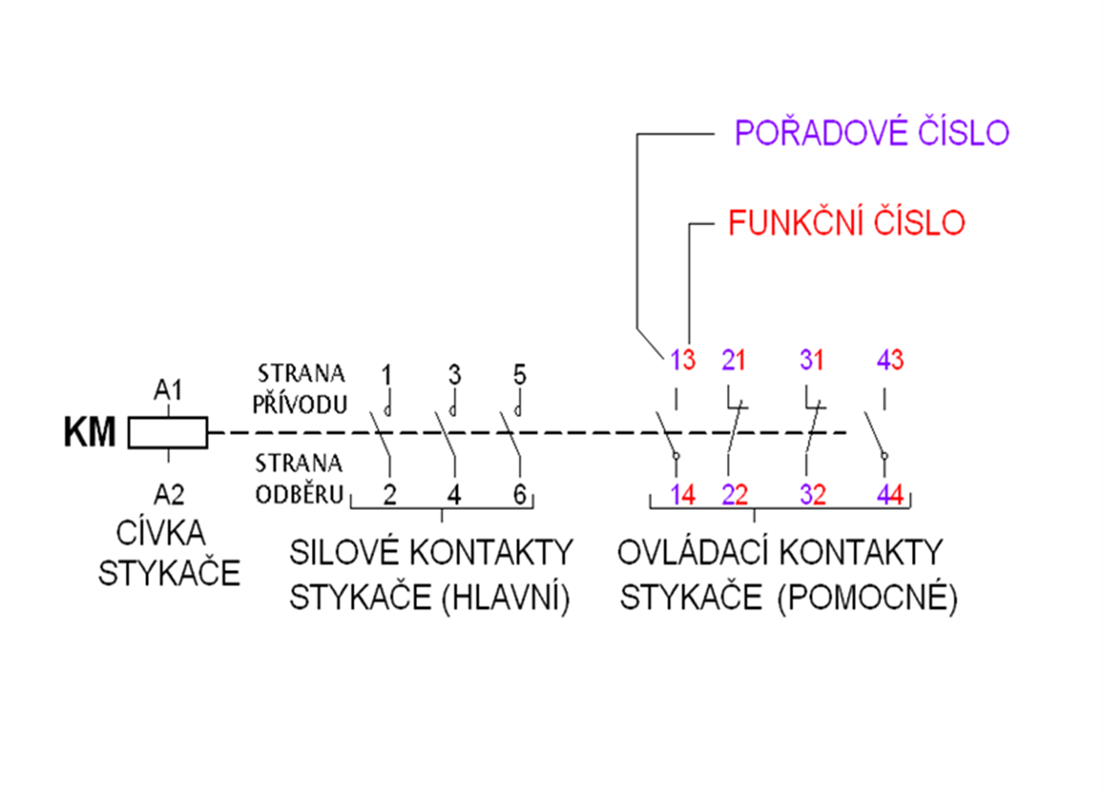 POŘADOVÉ ČÍSLO
FUNKČNÍ ČÍSLO
13 21 31 43
STRANA PŘÍVODU
1 3 5
A1
KM
STRANA ODBĚRU
A2
2 4 6
14 22 32 44
CÍVKA STYKAČE
SILOVÉ KONTAKTY
STYKAČE (HLAVNÍ)
OVLÁDACÍ KONTAKTY
STYKAČE (POMOCNÉ)